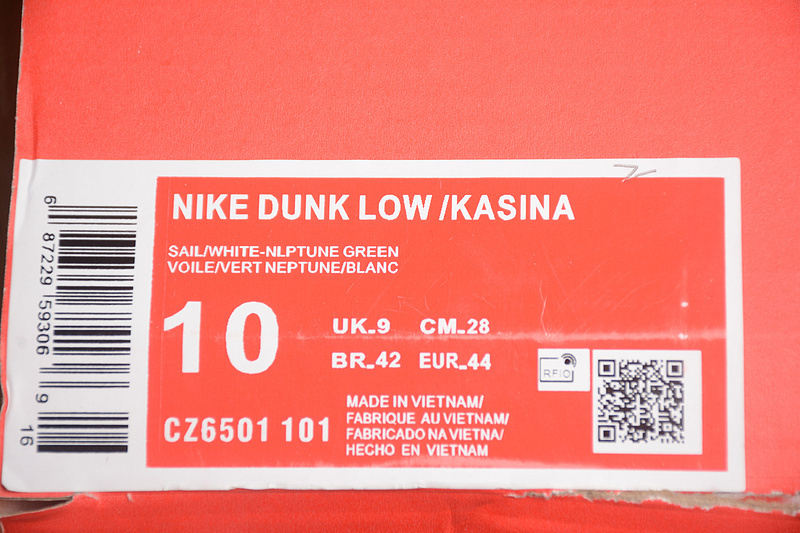 NIKE DUNK LOW /KASINA
SAIL/WHITE-NLPTUNE GREEN
VOILE/VERT NEPTUNE/BLANC
10
UK-9 CM-28
BR-42 EUR-44
RFID
CZ6501 101
MADE IN VIETNAM/
FABRIQUE AU VIETNAM/
FABRICADO NA VIETNA/
HECHO EN VIETNAM
6 87229 59306 9
16